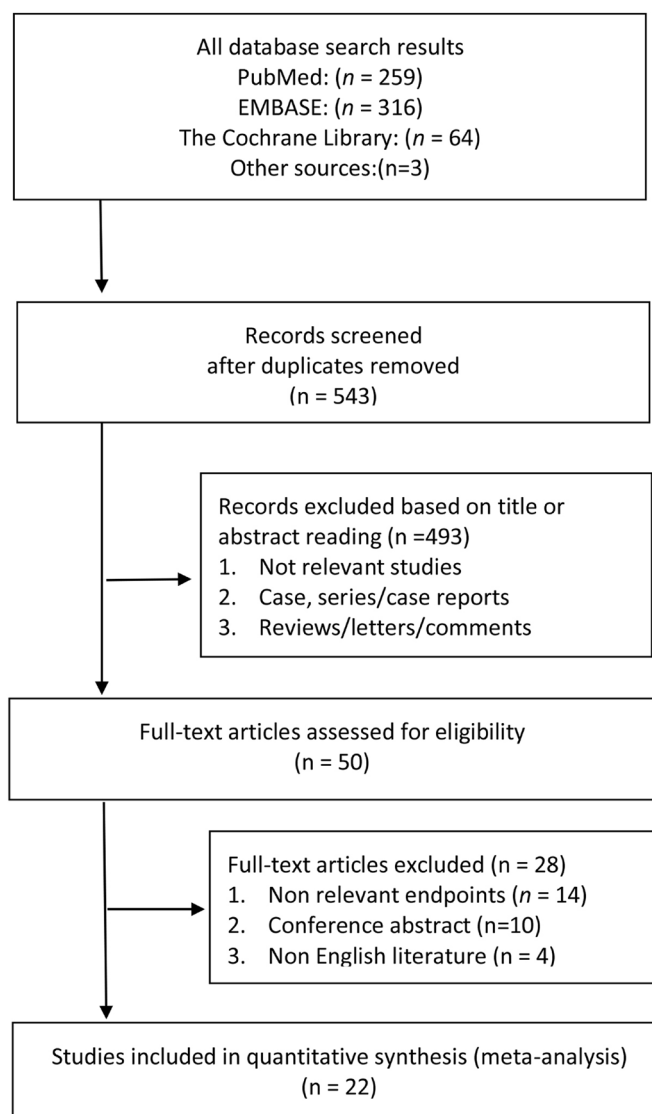 All database search results
PubMed: (n = 259)
EMBASE: (n = 316)
The Cochrane Library: (n = 64)
Other sources:(n=3)
Records screened
after duplicates removed
(n = 543)
Records excluded based on title or
abstract reading (n =493)
1. Not relevant studies
2. Case, series/case reports
3. Reviews/letters/comments
Full-text articles assessed for eligibility
(n = 50)
Full-text articles excluded (n = 28)
1. Non relevant endpoints (n = 14)
2. Conference abstract (n=10)
3. Non English literature (n = 4)
Studies included in quantitative synthesis (meta-analysis)
(n = 22)